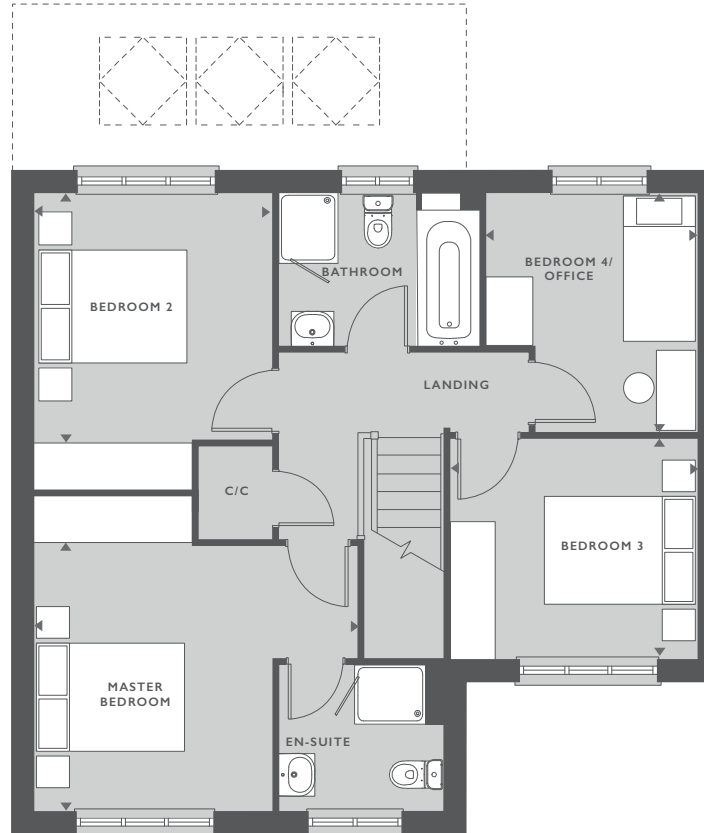 BEDROOM 2
BATHROOM
BEDROOM 4/
OFFICE
LANDING
C/C
BEDROOM 3
MASTER
BEDROOM
EN-SUITE